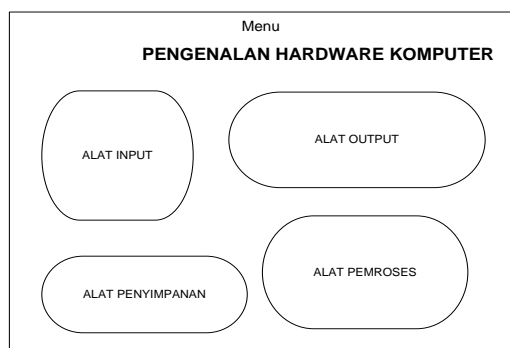 Menu
PENGENALAN HARDWARE KOMPUTER
ALAT INPUT
ALAT OUTPUT
ALAT PENYIMPANAN
ALAT PEMROSES